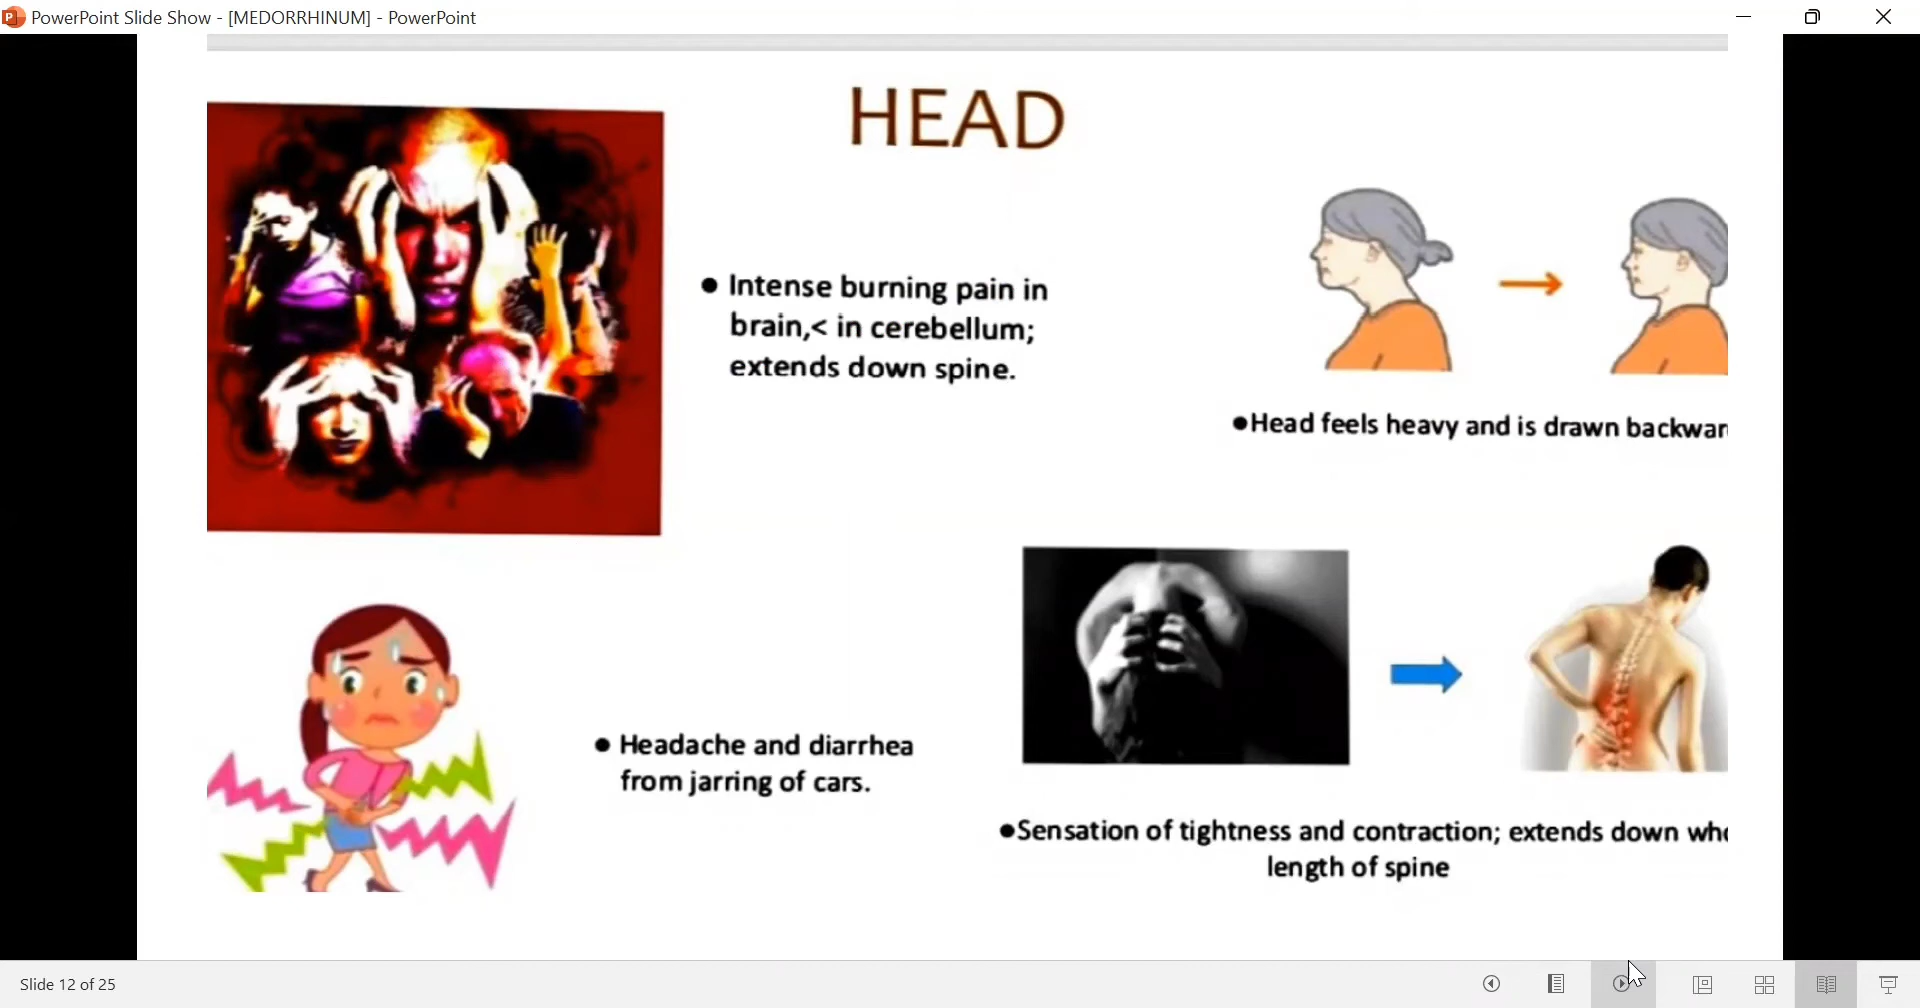 PowerPoint Slide Show - [MEDORRHINUM] - PowerPoint
HEAD
● Intense burning pain in
brain,< in cerebellum;
extends down spine.
●Head feels heavy and is drawn backwar
● Headache and diarrhea
from jarring of cars.
●Sensation of tightness and contraction; extends down
length of spine
Slide 12 of 25